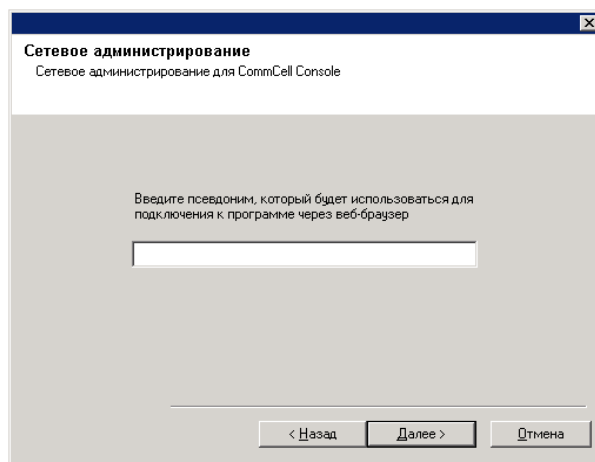 Сетевое администрирование
Сетевое администрирование для CommCell Console
Введите псевдоним, который будет использоваться для
подключения к программе через веб-браузер
< Назад
Далее >
Отмена